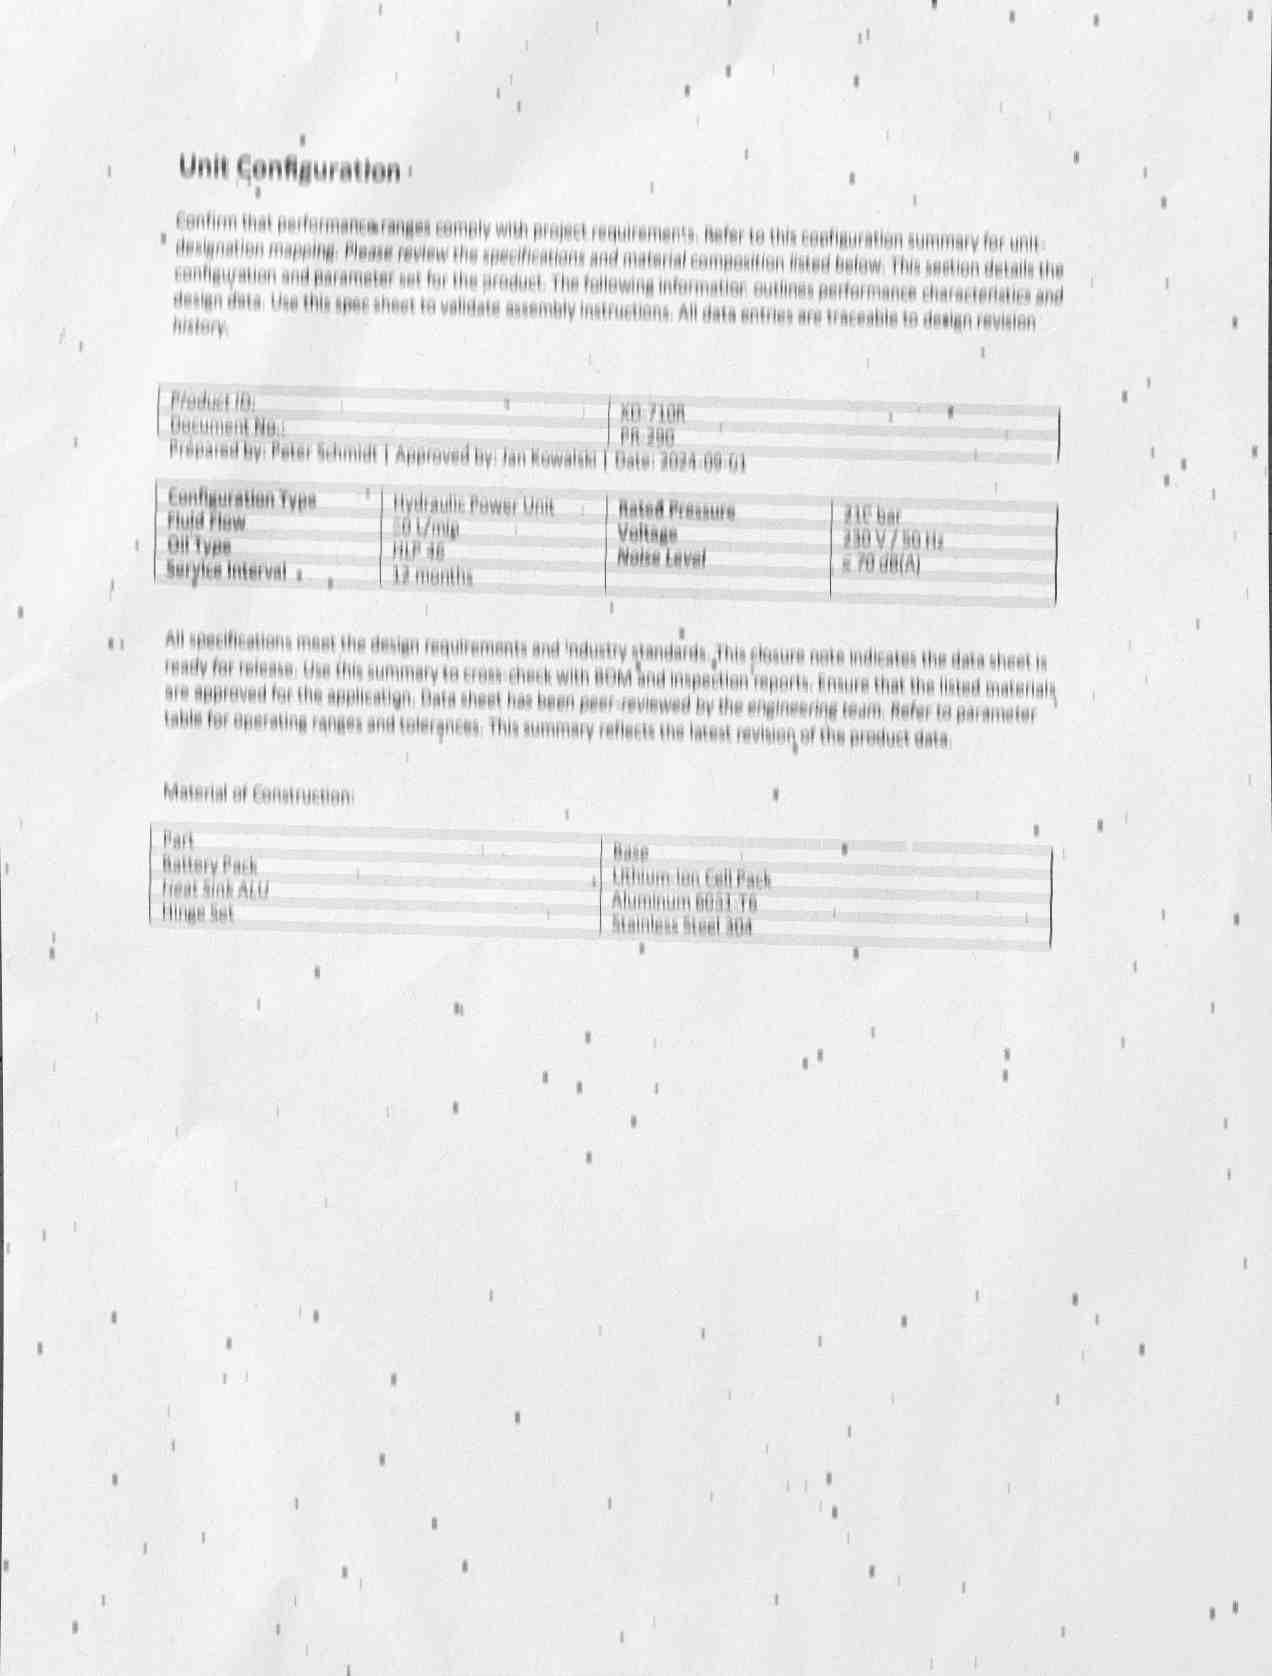 Unit Configuration
Confirm that performance ranges comply with project requirements. Refer to this configuration summary for unit
designation mapping. Please review the specifications and material composition listed below. This section details the
configuration and parameter set for the product. The following information outlines performance characteristics and
design data. Use this spec sheet to validate assembly instructions. All data entries are traceable to design revision
history.
Product ID:
Document No.:
Prepared by: Peter Schmidt | Approved by: Jan Kowalski | Date: 2024-09-01
Configuration Type Hydraulic Power Unit Rated Pressure bar
Fluid Flow L/min Voltage 230 V / 50 Hz
Oil Type HLP Noise Level ≤ 70 dB(A)
Service Interval 12 months
All specifications meet the design requirements and industry standards. This closure note indicates the data sheet is
ready for release. Use this summary to cross-check with BOM and inspection reports. Ensure that the listed materials
are approved for the application. Data sheet has been peer-reviewed by the engineering team. Refer to parameter
table for operating ranges and tolerances. This summary reflects the latest revision of the product data.
Material of Construction:
Part Base
Battery Pack Lithium-Ion Cell Pack
Heat Sink ALU Aluminum
Hinge Set Stainless Steel 304